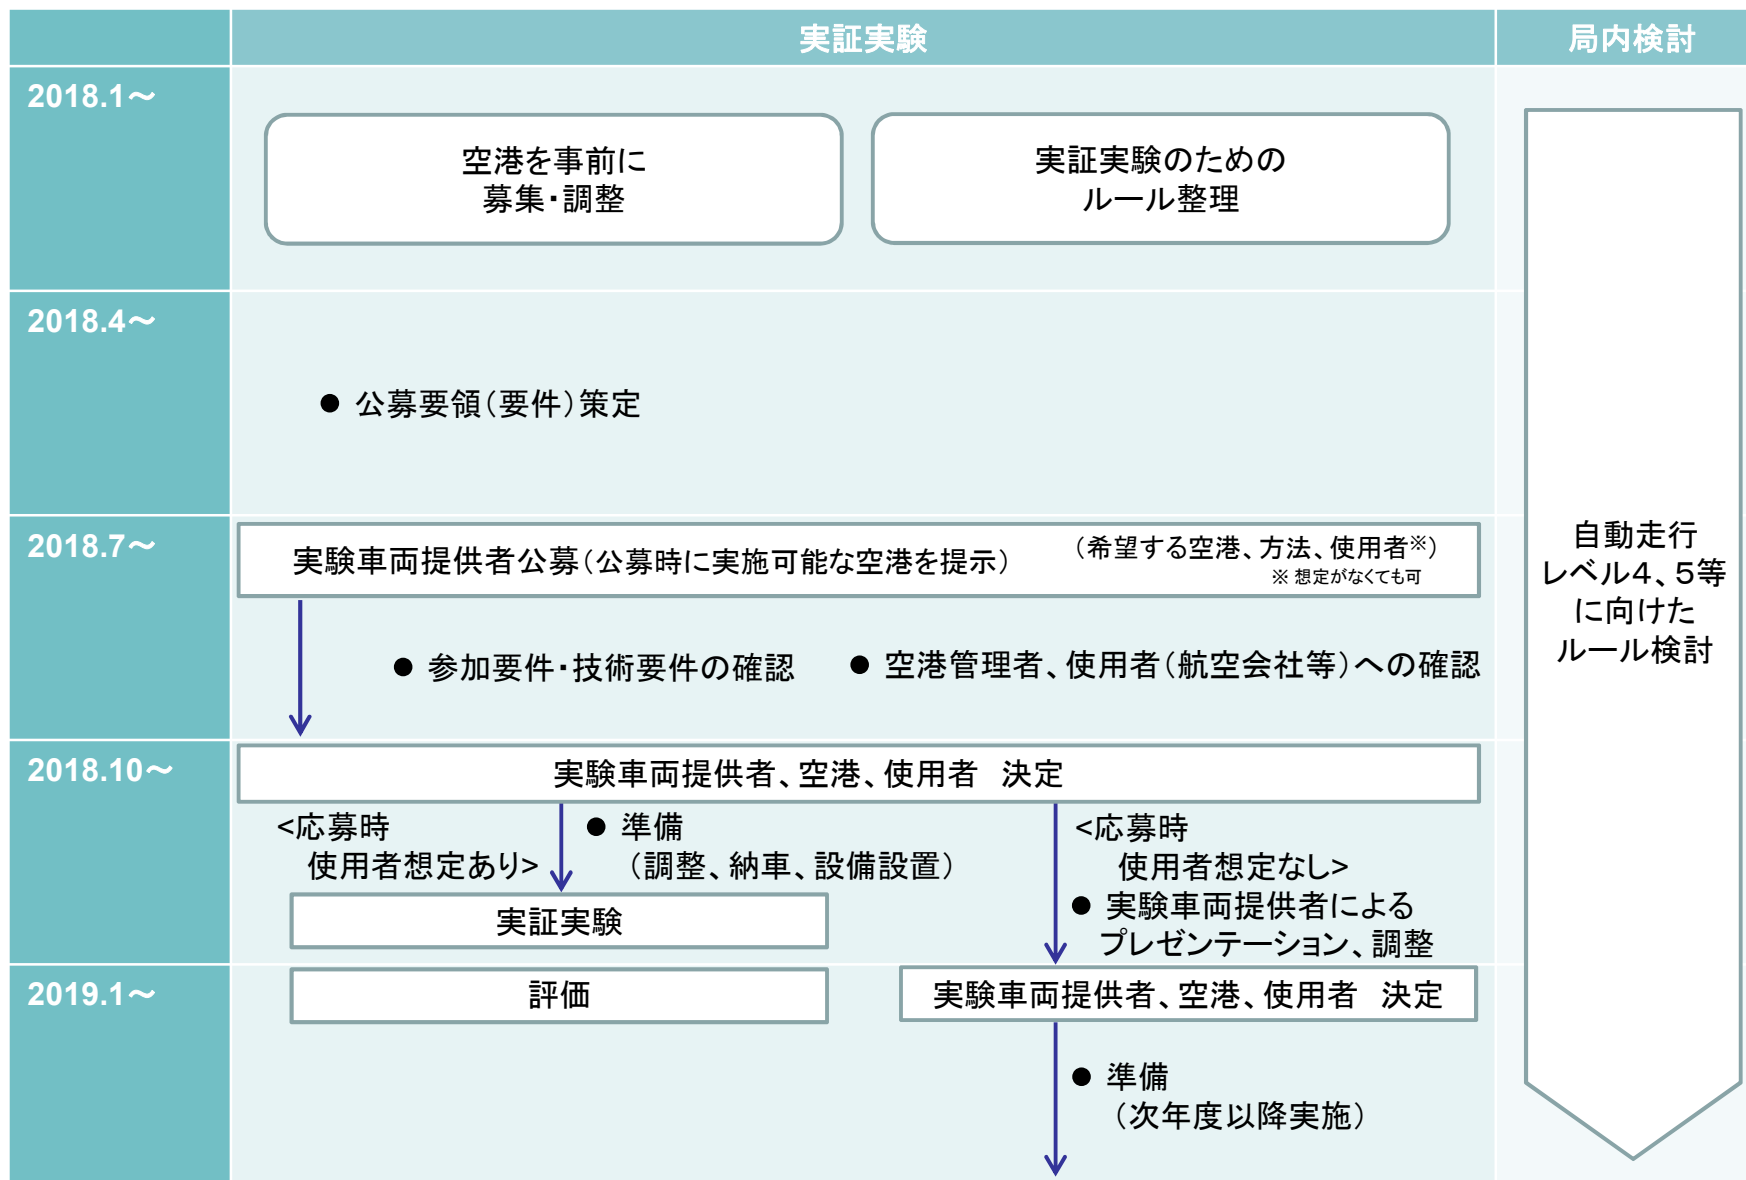 実証実験
局内検討
2018.1～
空港を事前に
募集・調整
実証実験のための
ルール整理
2018.4～
● 公募要領（要件）策定
2018.7～
実験車両提供者公募（公募時に実施可能な空港を提示）
（希望する空港、方法、使用者※）
※ 想定がなくても可
● 参加要件・技術要件の確認
● 空港管理者、使用者（航空会社等）への確認
2018.10～
実験車両提供者、空港、使用者　決定
<応募時
使用者想定あり>
● 準備
（調整、納車、設備設置）
実証実験
<応募時
使用者想定なし>
● 実験車両提供者による
プレゼンテーション、調整
2019.1～
評価
実験車両提供者、空港、使用者　決定
● 準備
（次年度以降実施）
自動走行
レベル４、５等
に向けた
ルール検討